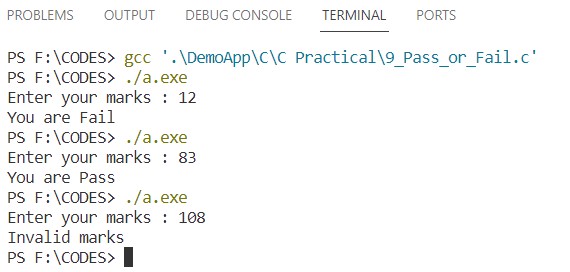 PROBLEMS OUTPUT DEBUG CONSOLE TERMINAL PORTS
PS F:\CODES> gcc '.\DemoApp\C\C Practical\9_Pass_or_Fail.c'
PS F:\CODES> ./a.exe
Enter your marks : 12
You are Fail
PS F:\CODES> ./a.exe
Enter your marks : 83
You are Pass
PS F:\CODES> ./a.exe
Enter your marks : 108
Invalid marks
PS F:\CODES>